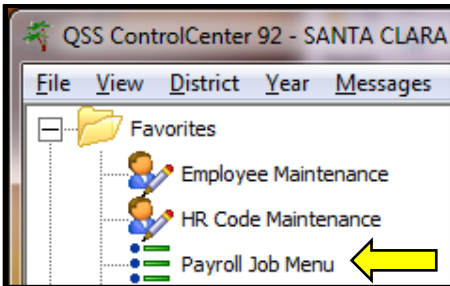 QSS ControlCenter 92 - SANTA CLARA
File View District Year Messages
Favorites
Employee Maintenance
HR Code Maintenance
Payroll Job Menu